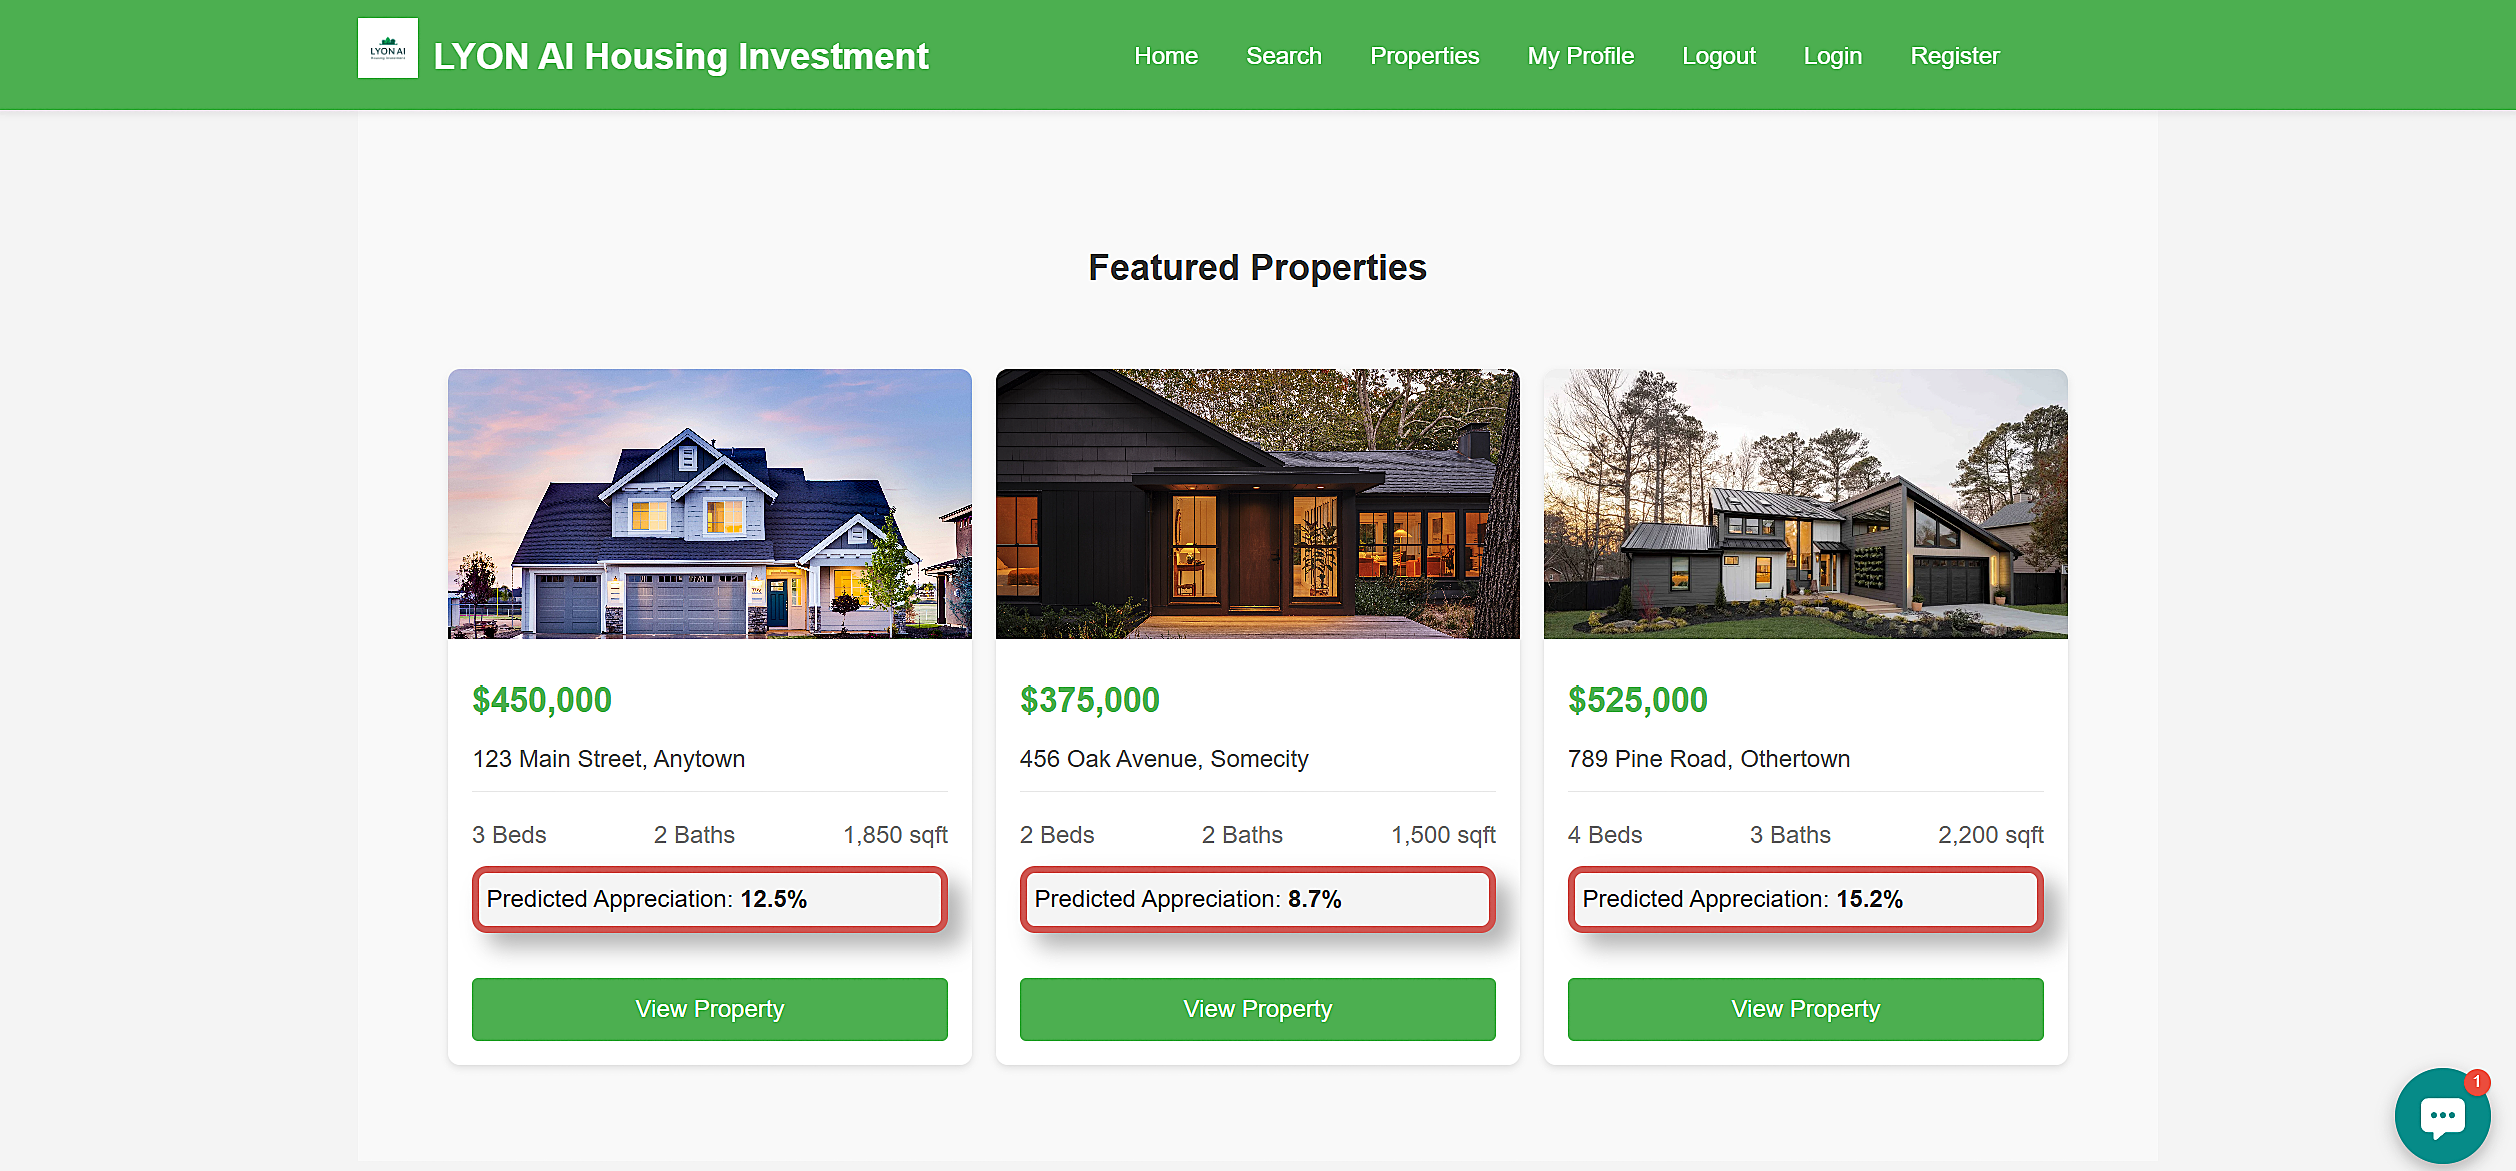 LYON AI
LYON AI Housing Investment
Home
Search
Properties
My Profile
Logout
Login
Register
Featured Properties
$450,000
123 Main Street, Anytown
3 Beds 2 Baths 1,850 sqft
Predicted Appreciation: 12.5%
View Property
$375,000
456 Oak Avenue, Somecity
2 Beds 2 Baths 1,500 sqft
Predicted Appreciation: 8.7%
View Property
$525,000
789 Pine Road, Othertown
4 Beds 3 Baths 2,200 sqft
Predicted Appreciation: 15.2%
View Property
1